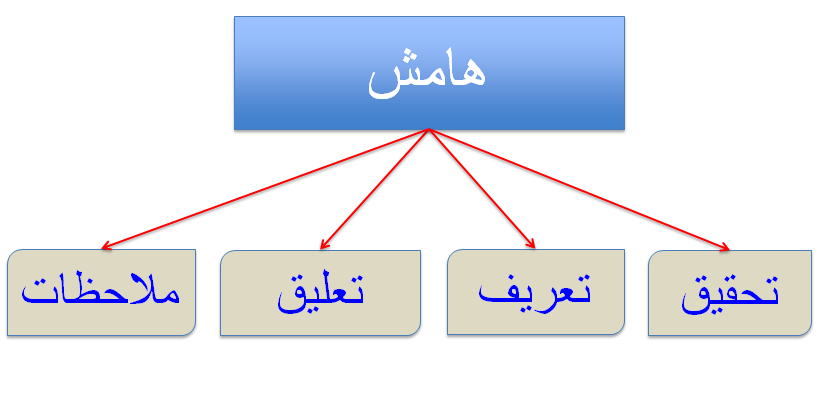 هامش
تحقيق
تعريف
تعليق
ملاحظات